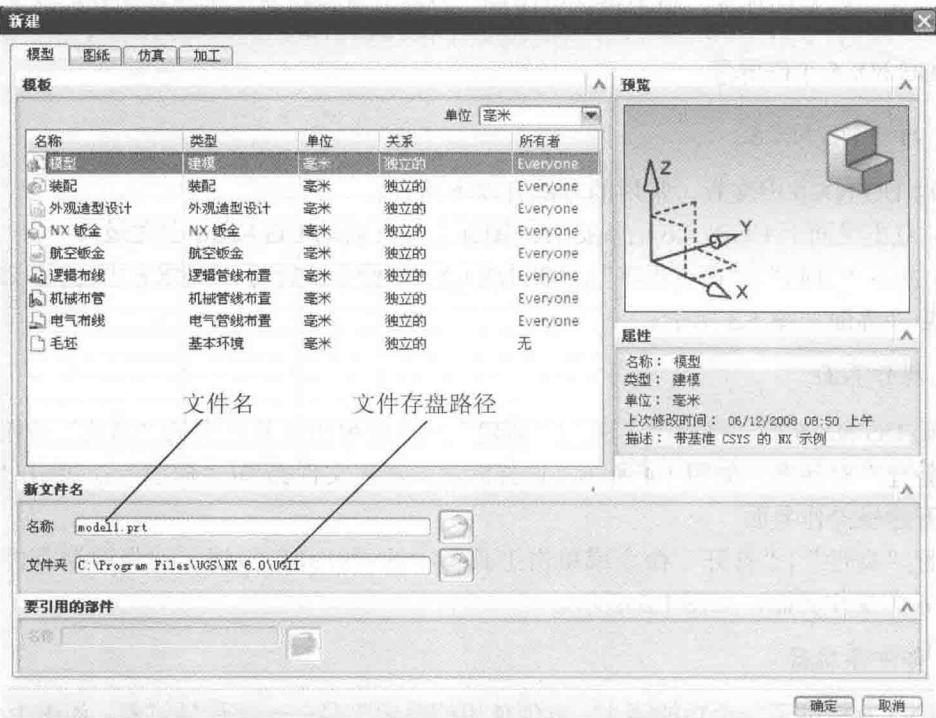 新建
模型 图纸 仿真 加工
模板
单位 毫米
名称 类型 单位 关系 所有者
模型 建模 毫米 独立的 Everyone
装配 装配 毫米 独立的 Everyone
外观造型设计 外观造型设计 毫米 独立的 Everyone
NX 钣金 NX 钣金 毫米 独立的 Everyone
航空钣金 航空钣金 毫米 独立的 Everyone
逻辑布线 逻辑管线布置 毫米 独立的 Everyone
机械布管 机械管线布置 毫米 独立的 Everyone
电气布线 电气管线布置 毫米 独立的 Everyone
毛坯 基本环境 毫米 独立的 无
文件名 文件存盘路径
预览
Z
Y
X
属性
名称： 模型
类型： 建模
单位： 毫米
上次修改时间： 06/12/2008 08:50 上午
描述： 带基准 CSYS 的 NX 示例
新文件名
名称 model1.prt
文件夹 C:\Program Files\UGS\NX 6.0\UGII
要引用的部件
名称
确定 取消